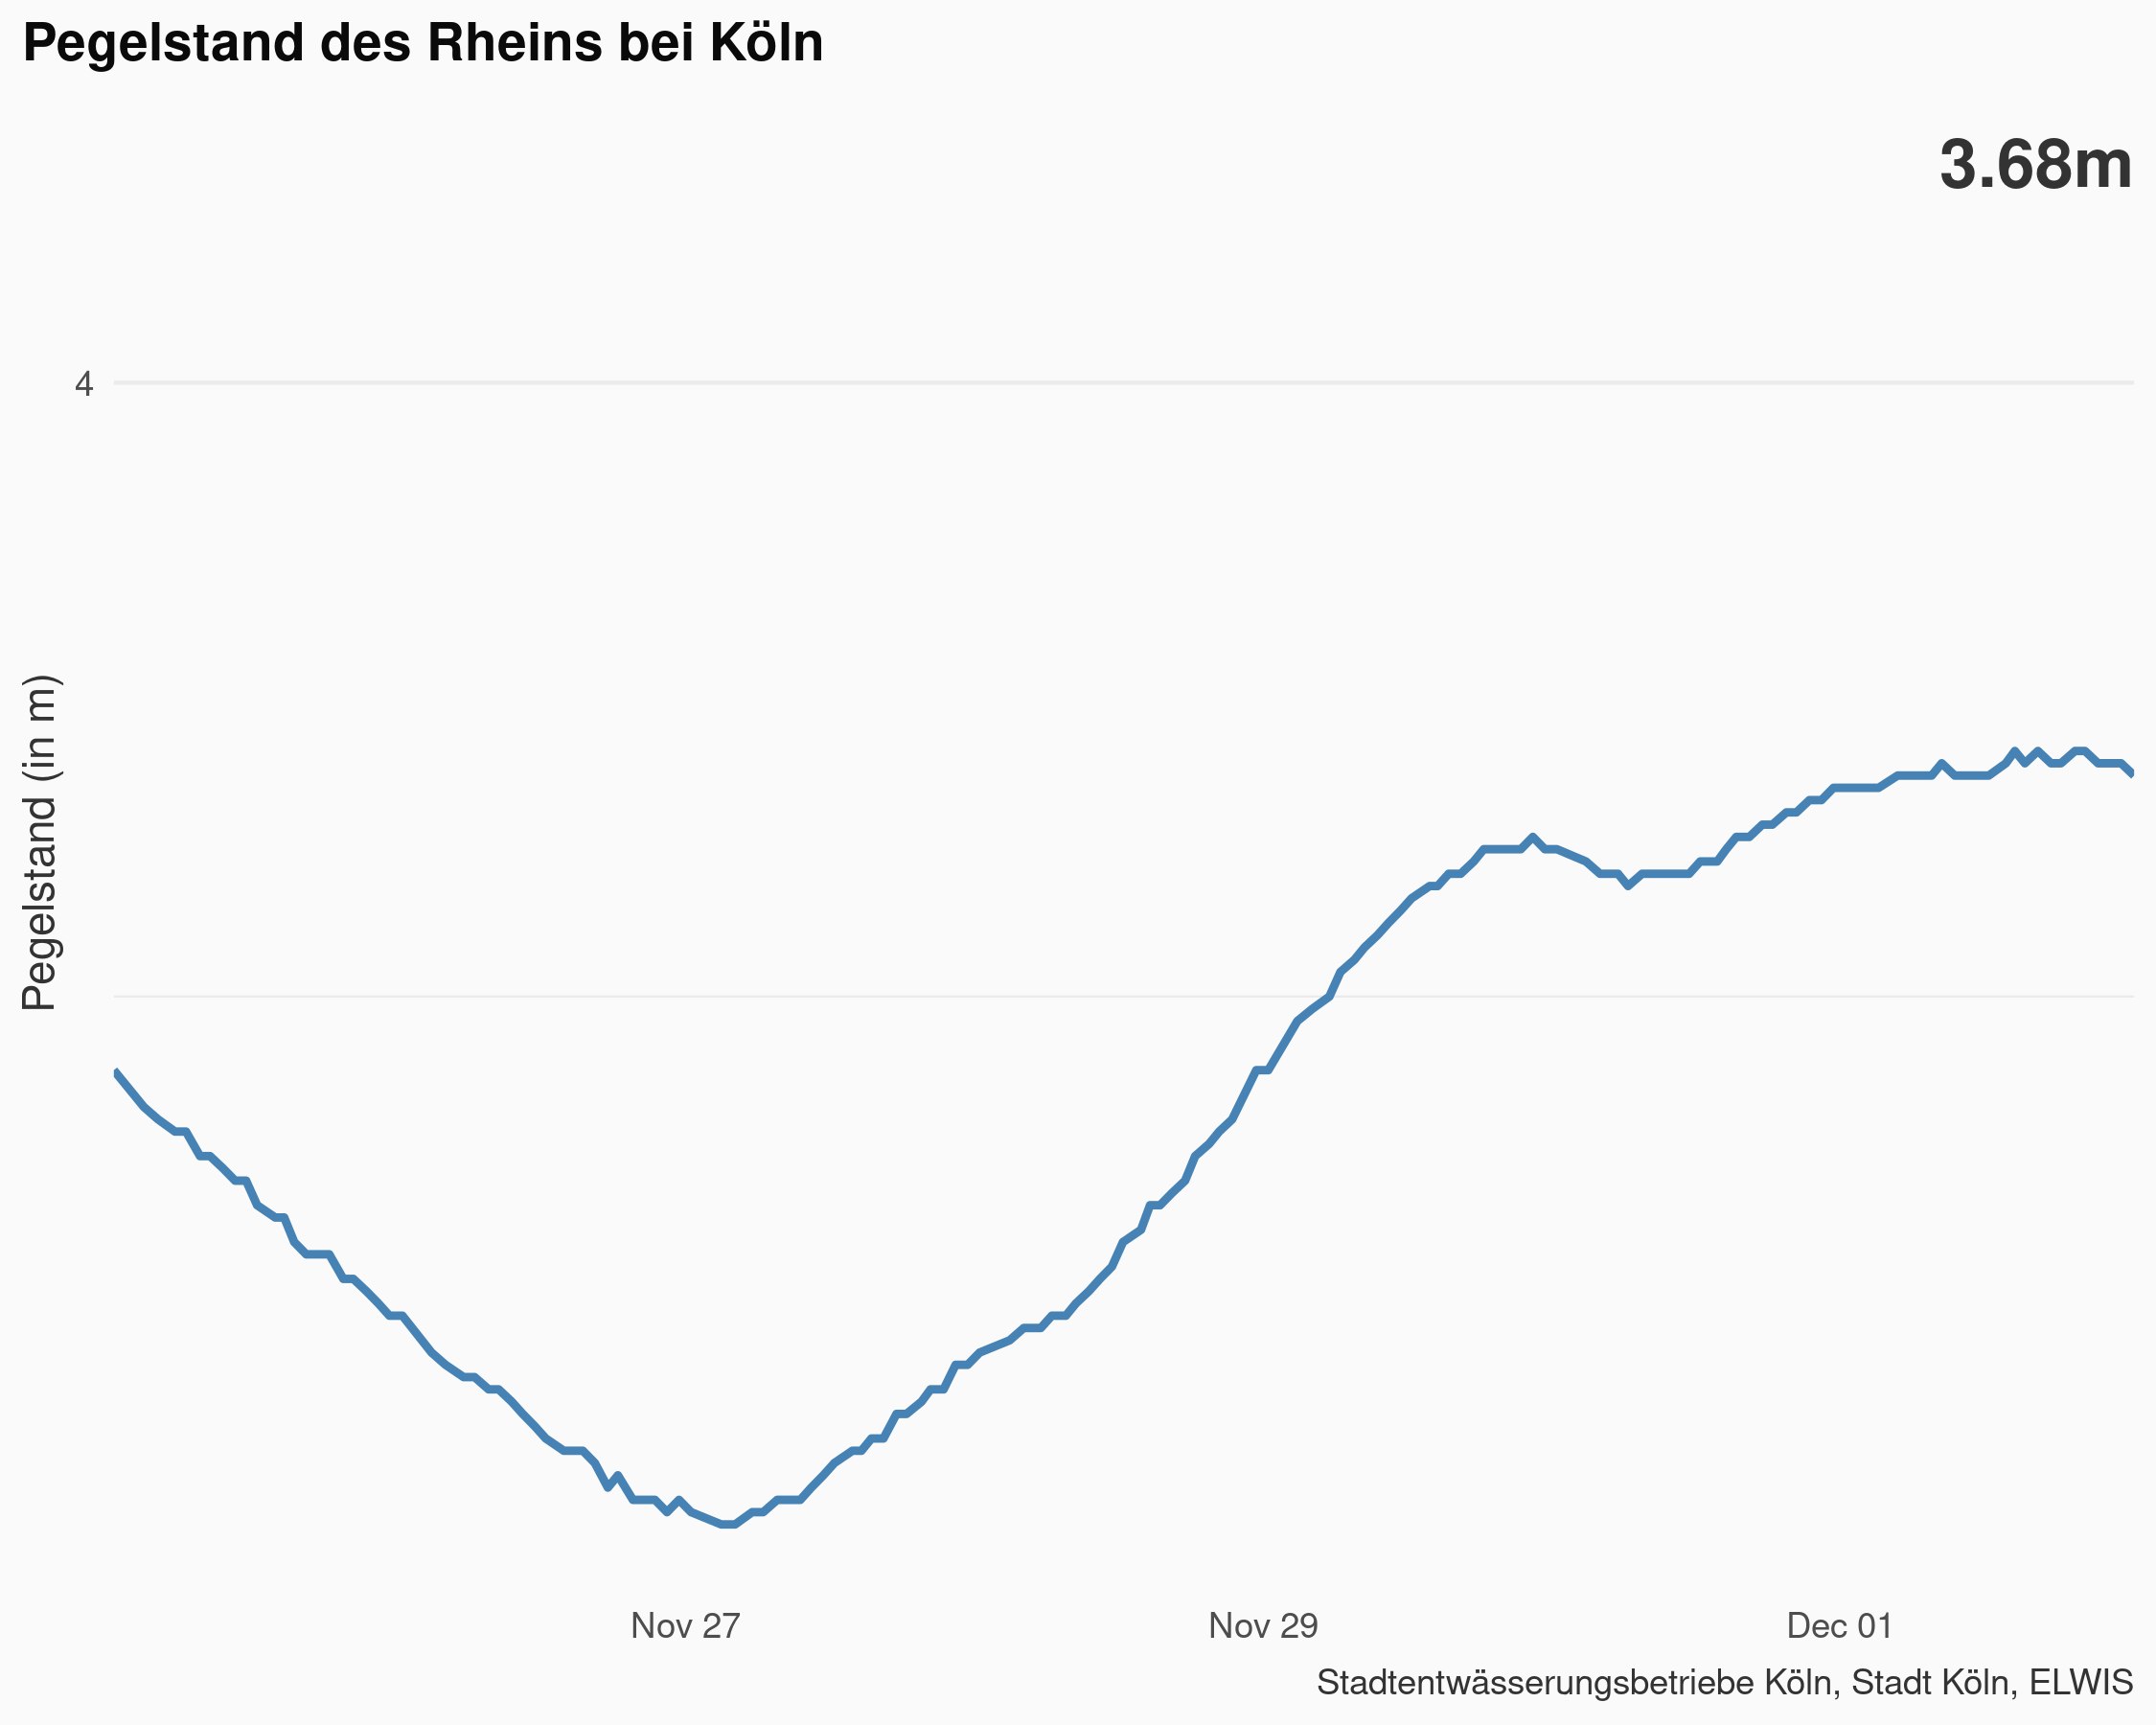 Pegelstand des Rheins bei Köln
3.68m
4
Pegelstand (in m)
Nov 27
Nov 29
Dec 01
Stadtentwässerungsbetriebe Köln, Stadt Köln, ELWIS